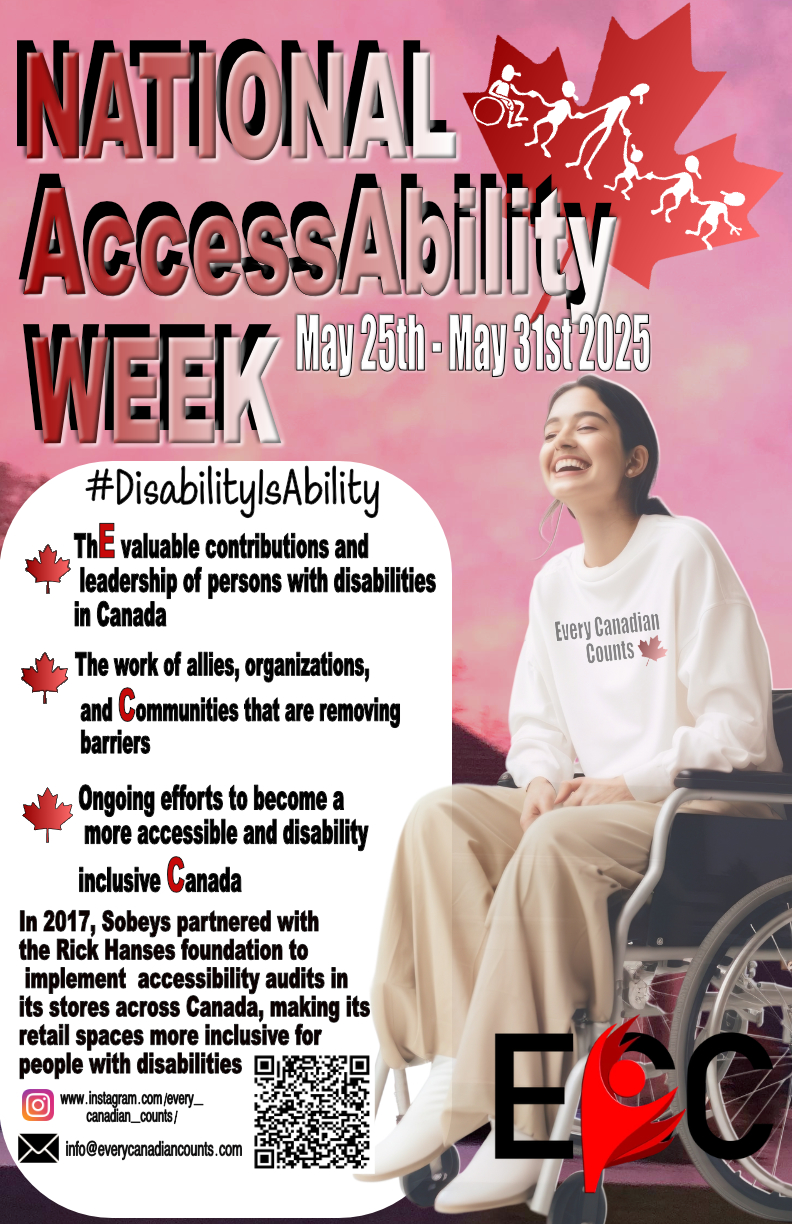 NATIONAL
AccessAbility
WEEK
May 25th - May 31st 2025
#DisabilityIsAbility
ThE valuable contributions and
leadership of persons with disabilities
in Canada
The work of allies, organizations,
and Communities that are removing
barriers
Ongoing efforts to become a
more accessible and disability
inclusive Canada
In 2017, Sobeys partnered with
the Rick Hanses foundation to
implement accessibility audits in
its stores across Canada, making its
retail spaces more inclusive for
people with disabilities
www.instagram.com/every_
canadian_counts/
info@everycanadiancounts.com
Every Canadian
Counts
ECC